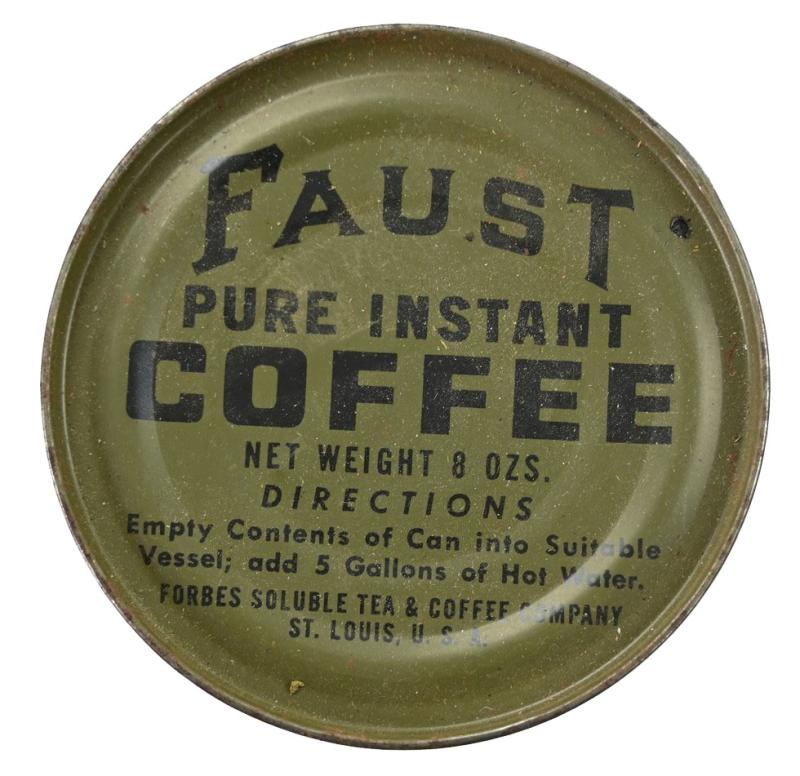 FAUST
PURE INSTANT
COFFEE
NET WEIGHT 8 OZS.
DIRECTIONS
Empty Contents of Can into Suitable
Vessel; add 5 Gallons of Hot Water.
FORBES SOLUBLE TEA & COFFEE COMPANY
ST. LOUIS, U. S. A.